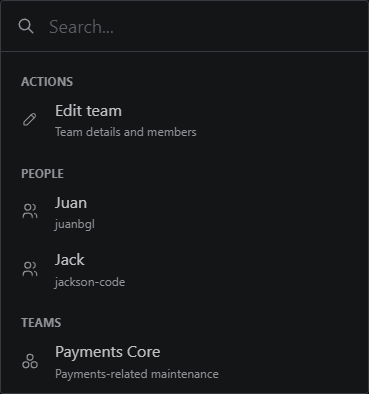 Search...
ACTIONS
Edit team
Team details and members
PEOPLE
Juan
juanbgl
Jack
jackson-code
TEAMS
Payments Core
Payments-related maintenance